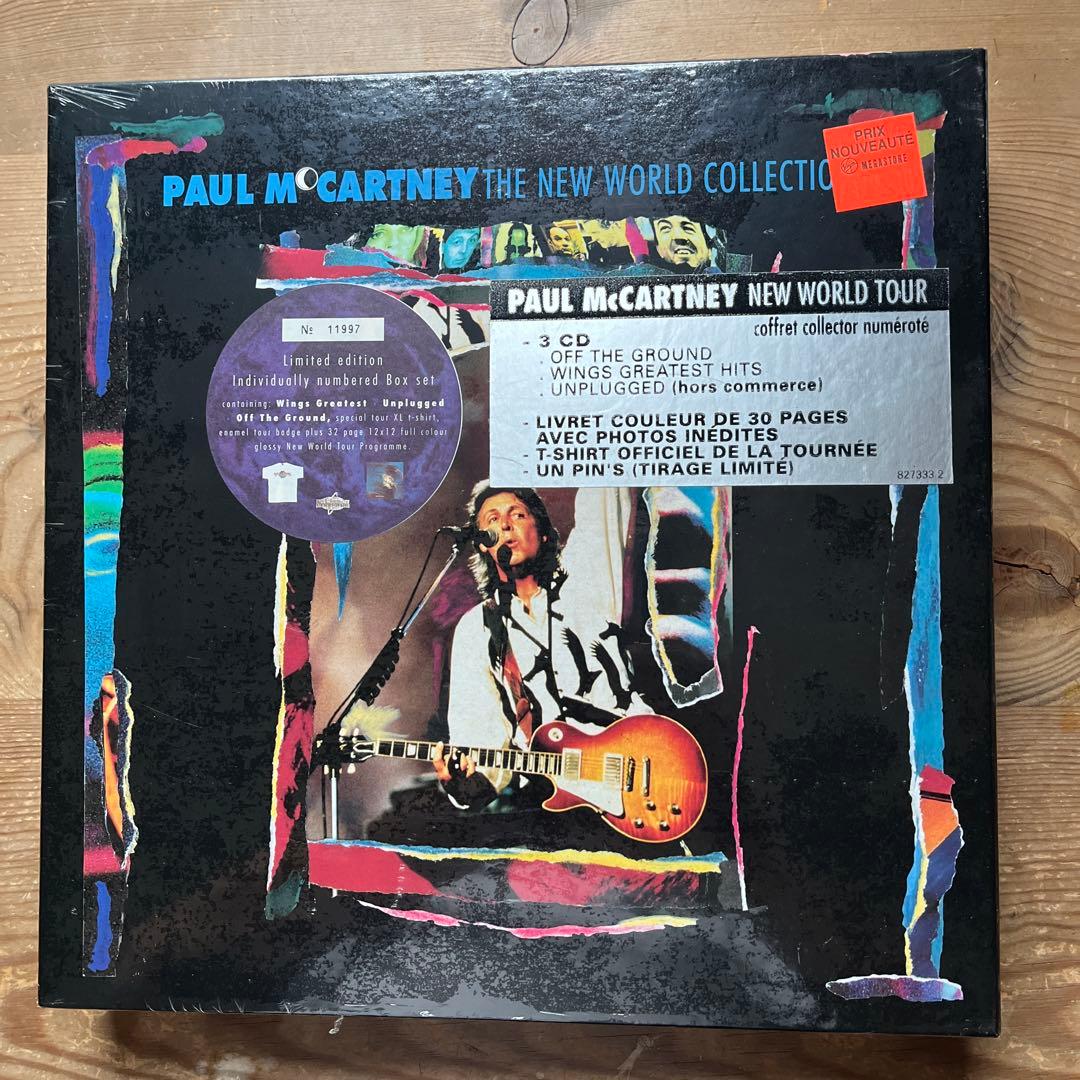 PRIX
NOUVEAUTÉ
MEGASTORE
PAUL McCARTNEY THE NEW WORLD COLLECTIO
PAUL McCARTNEY NEW WORLD TOUR
coffret collector numéroté
- 3 CD
. OFF THE GROUND
. WINGS GREATEST HITS
. UNPLUGGED (hors commerce)
- LIVRET COULEUR DE 30 PAGES
AVEC PHOTOS INÉDITES
- T-SHIRT OFFICIEL DE LA TOURNÉE
- UN PIN'S (TIRAGE LIMITÉ)
827333 2
Nº 11997
Limited edition
Individually numbered Box set
containing: Wings Greatest · Unplugged
· Off The Ground, special tour XL t-shirt,
enamel tour badge plus 32 page 12x12 full colour
glossy New World Tour Programme.